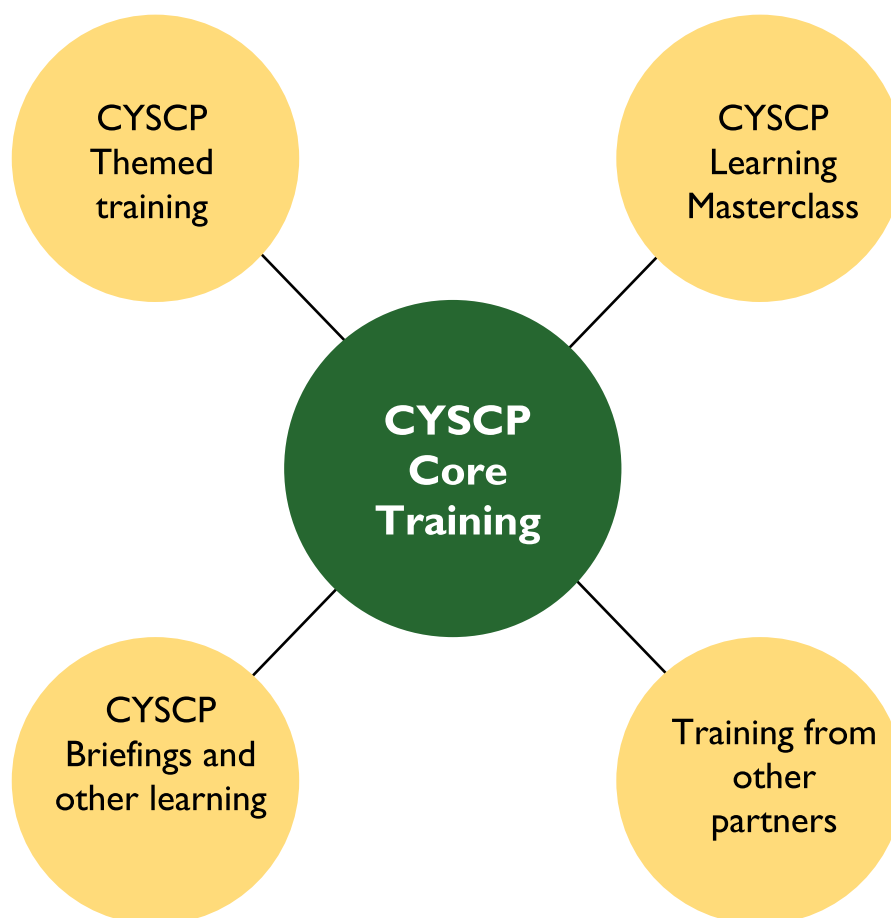 CYSCP
Themed
training
CYSCP
Learning
Masterclass
CYSCP
Core
Training
CYSCP
Briefings and
other learning
Training from
other
partners